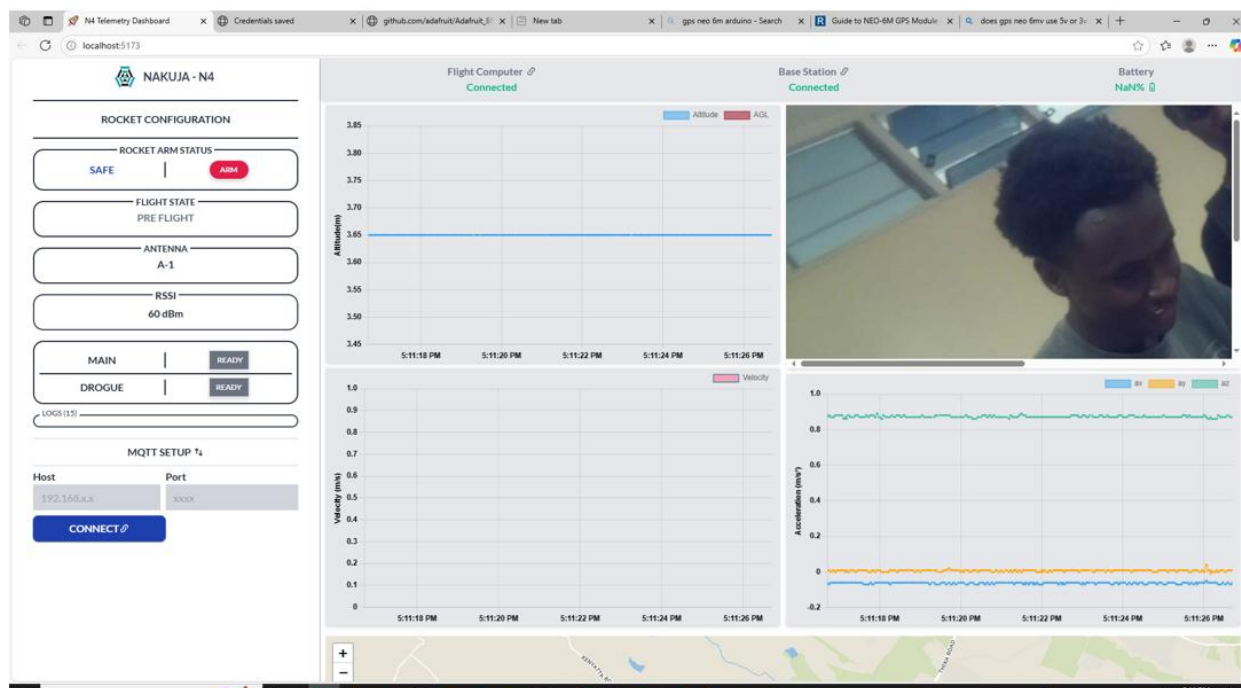 N4 Telemetry Dashboard
Credentials saved
github.com/adafruit/Adafruit_
New tab
gps neo 6m arduino - Search
Guide to NEO-6M GPS Module
does gps neo 6mv use 5v or 3
localhost:5173
NAKUJA - N4
Flight Computer
Connected
Base Station
Connected
Battery
NaN%
ROCKET CONFIGURATION
ROCKET ARM STATUS
SAFE
ARM
FLIGHT STATE
PRE FLIGHT
ANTENNA
A-1
RSSI
60 dBm
MAIN
READY
DROGUE
READY
LOGS (15)
MQTT SETUP
Host
Port
192.168.x.x
xxxx
CONNECT
Altitude
AGL
Altitude(m)
3.85
3.80
3.75
3.70
3.65
3.60
3.55
3.50
3.45
5:11:18 PM
5:11:20 PM
5:11:22 PM
5:11:24 PM
5:11:26 PM
Velocity
Velocity (m/s)
1.0
0.9
0.8
0.7
0.6
0.5
0.4
0.3
0.2
0.1
0
5:11:18 PM
5:11:20 PM
5:11:22 PM
5:11:24 PM
5:11:26 PM
ax
ay
az
Acceleration (m/s²)
1.0
0.8
0.6
0.4
0.2
0
-0.2
5:11:18 PM
5:11:20 PM
5:11:22 PM
5:11:24 PM
5:11:26 PM
THIKA ROAD